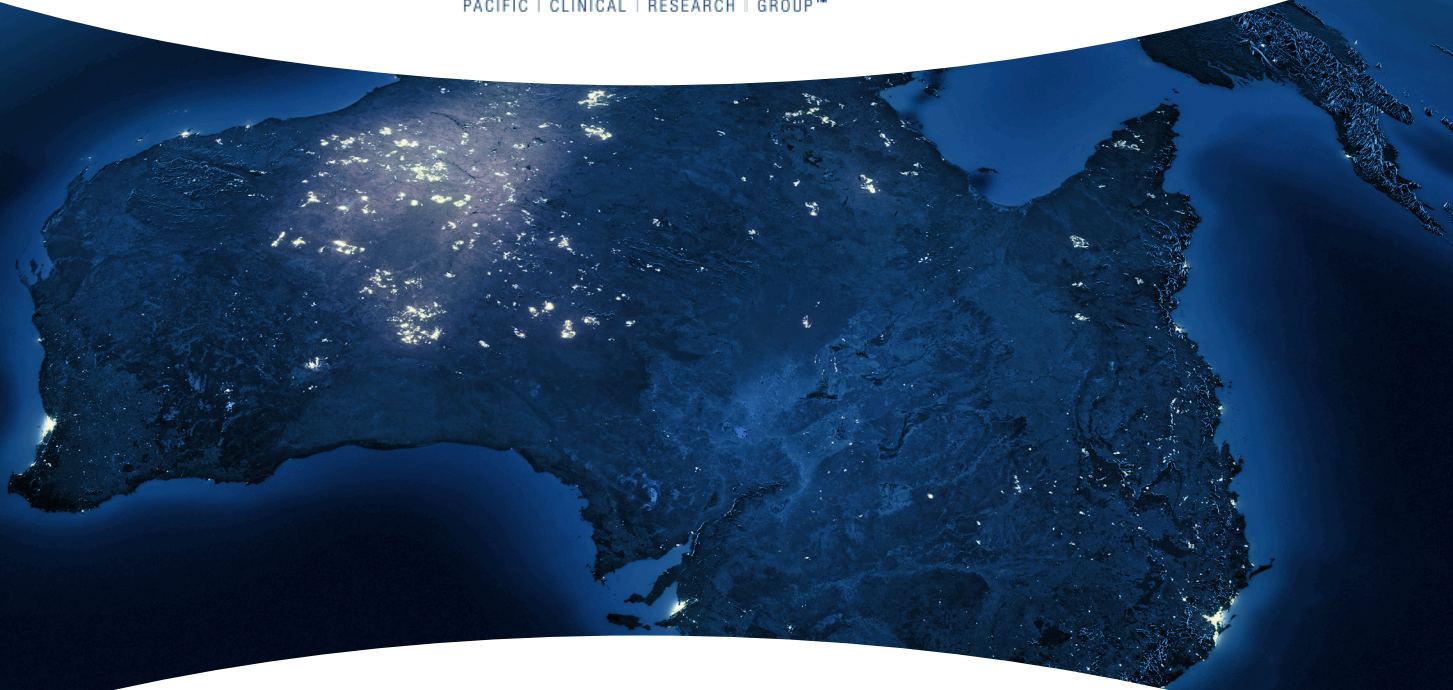 PACIFIC | CLINICAL | RESEARCH || GROUP™